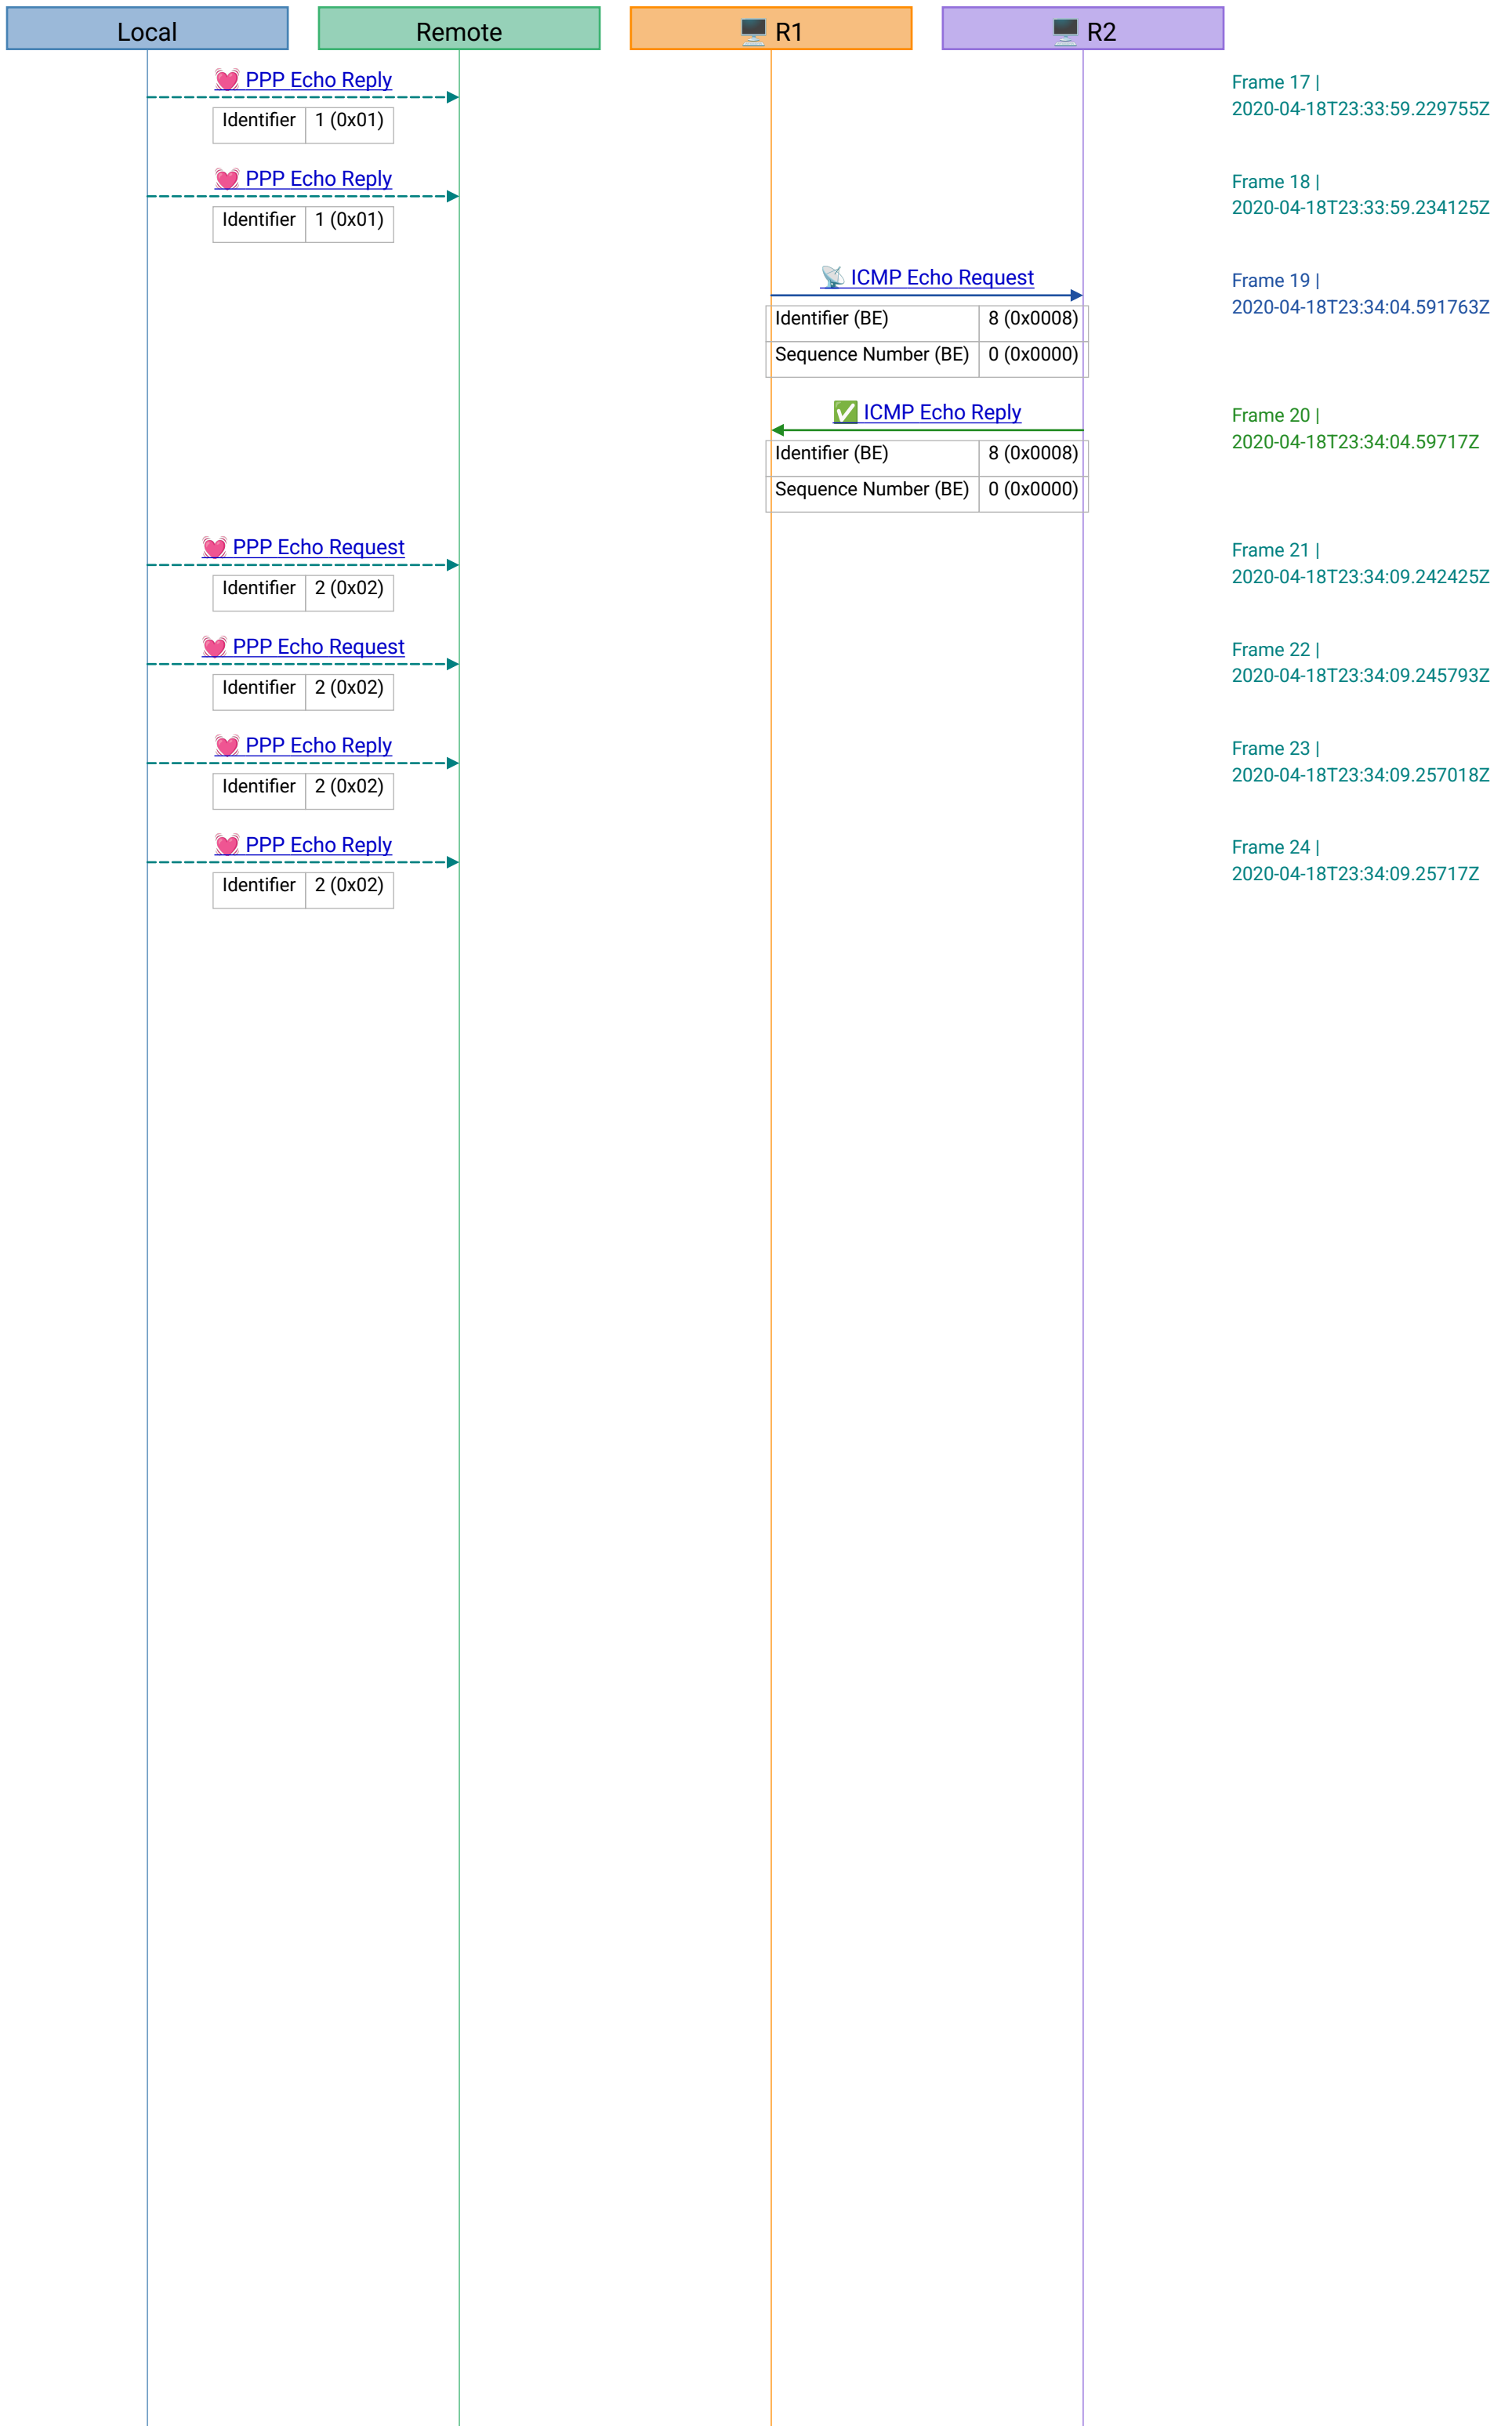 Local
Remote
🖥️ R1
🖥️ R2
💓 PPP Echo Reply
Identifier 1 (0x01)
Frame 17 |
2020-04-18T23:33:59.229755Z
💓 PPP Echo Reply
Identifier 1 (0x01)
Frame 18 |
2020-04-18T23:33:59.234125Z
📡 ICMP Echo Request
Identifier (BE) 8 (0x0008)
Sequence Number (BE) 0 (0x0000)
Frame 19 |
2020-04-18T23:34:04.591763Z
✅ ICMP Echo Reply
Identifier (BE) 8 (0x0008)
Sequence Number (BE) 0 (0x0000)
Frame 20 |
2020-04-18T23:34:04.59717Z
💓 PPP Echo Request
Identifier 2 (0x02)
Frame 21 |
2020-04-18T23:34:09.242425Z
💓 PPP Echo Request
Identifier 2 (0x02)
Frame 22 |
2020-04-18T23:34:09.245793Z
💓 PPP Echo Reply
Identifier 2 (0x02)
Frame 23 |
2020-04-18T23:34:09.257018Z
💓 PPP Echo Reply
Identifier 2 (0x02)
Frame 24 |
2020-04-18T23:34:09.25717Z